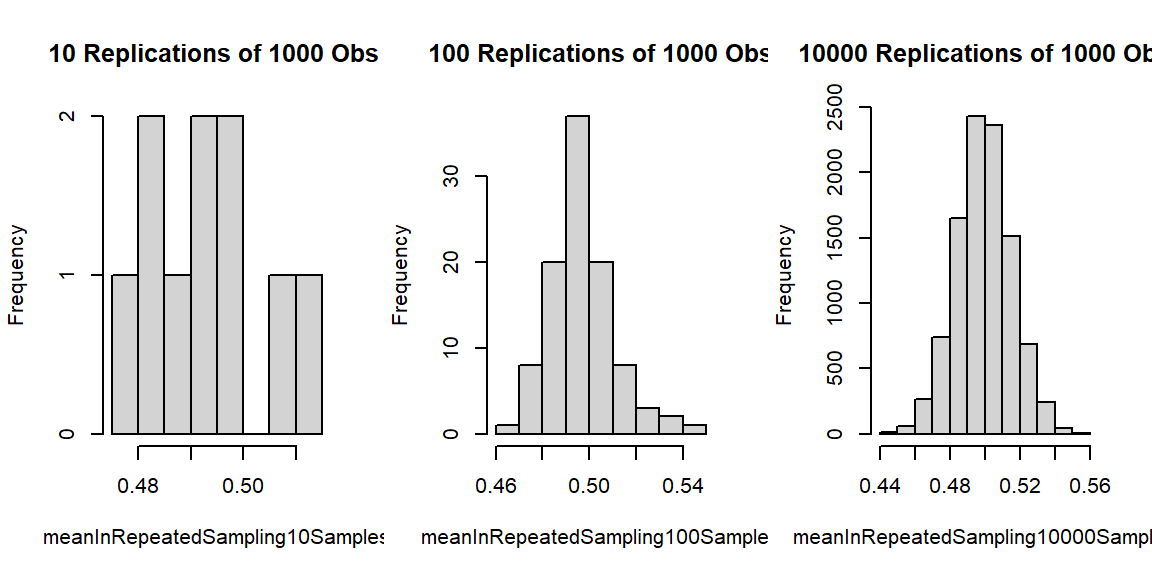 10 Replications of 1000 Obs
Frequency
2
1
0
0.48 0.50
meanInRepeatedSampling10Samples
100 Replications of 1000 Obs
Frequency
30
20
10
0
0.46 0.50 0.54
meanInRepeatedSampling100Sample
10000 Replications of 1000 Ob
Frequency
2500
2000
1500
1000
500
0
0.44 0.48 0.52 0.56
meanInRepeatedSampling10000Sampl